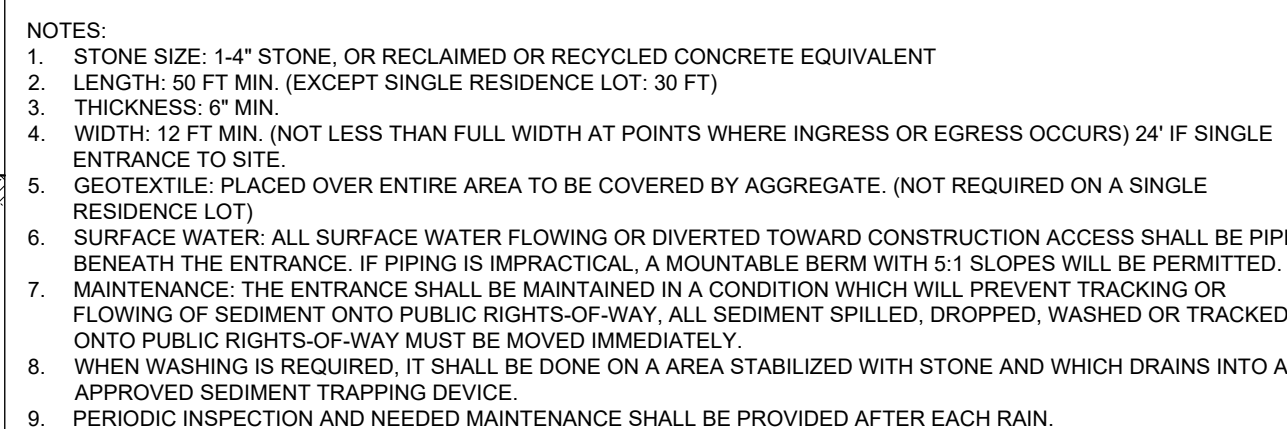 NOTES:
1. STONE SIZE: 1-4" STONE, OR RECLAIMED OR RECYCLED CONCRETE EQUIVALENT
2. LENGTH: 50 FT MIN. (EXCEPT SINGLE RESIDENCE LOT: 30 FT)
3. THICKNESS: 6" MIN.
4. WIDTH: 12 FT MIN. (NOT LESS THAN FULL WIDTH AT POINTS WHERE INGRESS OR EGRESS OCCURS) 24' IF SINGLE
ENTRANCE TO SITE.
5. GEOTEXTILE: PLACED OVER ENTIRE AREA TO BE COVERED BY AGGREGATE. (NOT REQUIRED ON A SINGLE
RESIDENCE LOT)
6. SURFACE WATER: ALL SURFACE WATER FLOWING OR DIVERTED TOWARD CONSTRUCTION ACCESS SHALL BE
BENEATH THE ENTRANCE. IF PIPING IS IMPRACTICAL, A MOUNTABLE BERM WITH 5:1 SLOPES WILL BE PERMITTED.
7. MAINTENANCE: THE ENTRANCE SHALL BE MAINTAINED IN A CONDITION WHICH WILL PREVENT TRACKING OR
FLOWING OF SEDIMENT ONTO PUBLIC RIGHTS-OF-WAY, ALL SEDIMENT SPILLED, DROPPED, WASHED OR TRACKED
ONTO PUBLIC RIGHTS-OF-WAY MUST BE MOVED IMMEDIATELY.
8. WHEN WASHING IS REQUIRED, IT SHALL BE DONE ON A AREA STABILIZED WITH STONE AND WHICH DRAINS INTO
APPROVED SEDIMENT TRAPPING DEVICE.
9. PERIODIC INSPECTION AND NEEDED MAINTENANCE SHALL BE PROVIDED AFTER EACH RAIN.